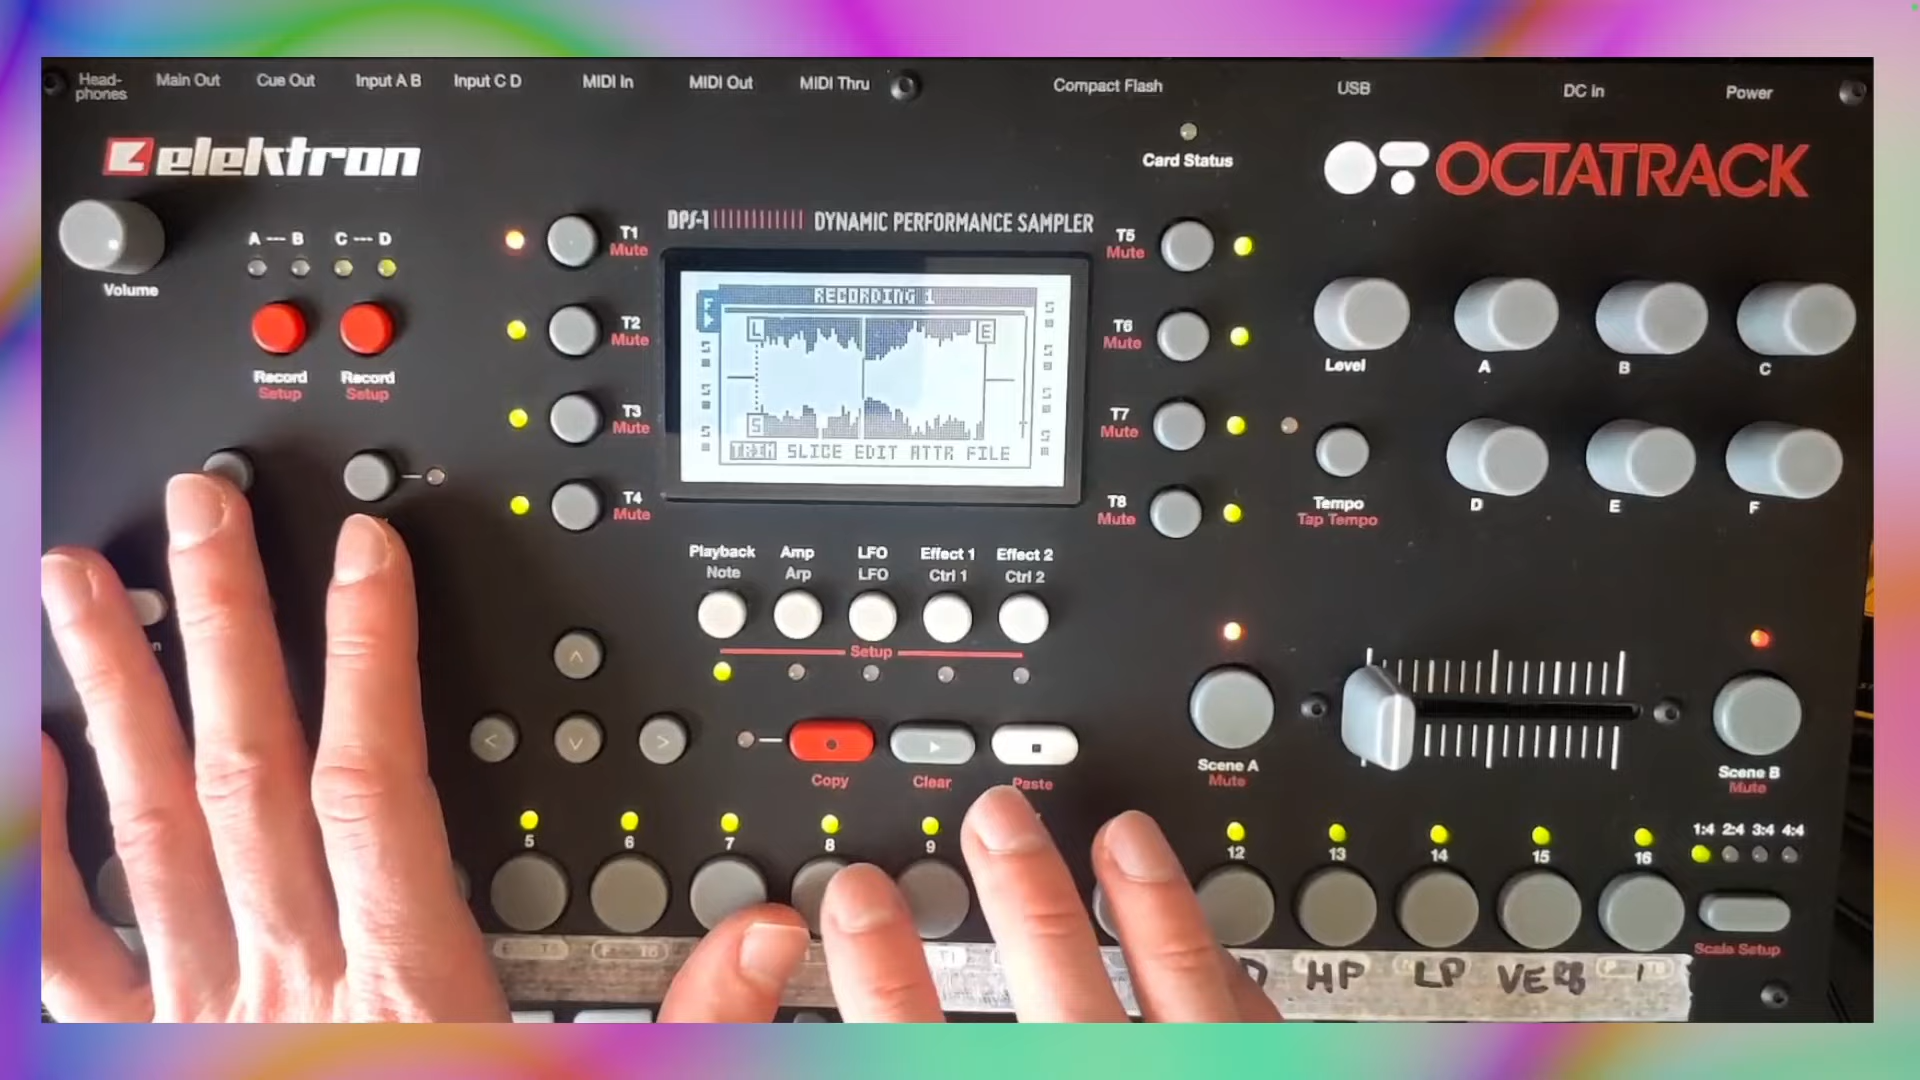 Head-
phones
Main Out
Cue Out
Input A B
Input C D
MIDI In
MIDI Out
MIDI Thru
Compact Flash
USB
DC In
Power
elektron
Card Status
OCTATRACK
DPS-1
DYNAMIC PERFORMANCE SAMPLER
A B
C D
Volume
Record
Setup
Record
Setup
T1
Mute
T2
Mute
T3
Mute
T4
Mute
RECORDING 1
L
E
S
TRIM SLICE EDIT ATTR FILE
T5
Mute
T6
Mute
T7
Mute
T8
Mute
Level
A
B
C
D
E
F
Tempo
Tap Tempo
Playback
Note
Amp
Arp
LFO
LFO
Effect 1
Ctrl 1
Effect 2
Ctrl 2
Setup
Copy
Clear
Paste
Scene A
Mute
Scene B
Mute
5
6
7
8
9
12
13
14
15
16
1:4 2:4 3:4 4:4
Scale Setup
HP
LP
VERB